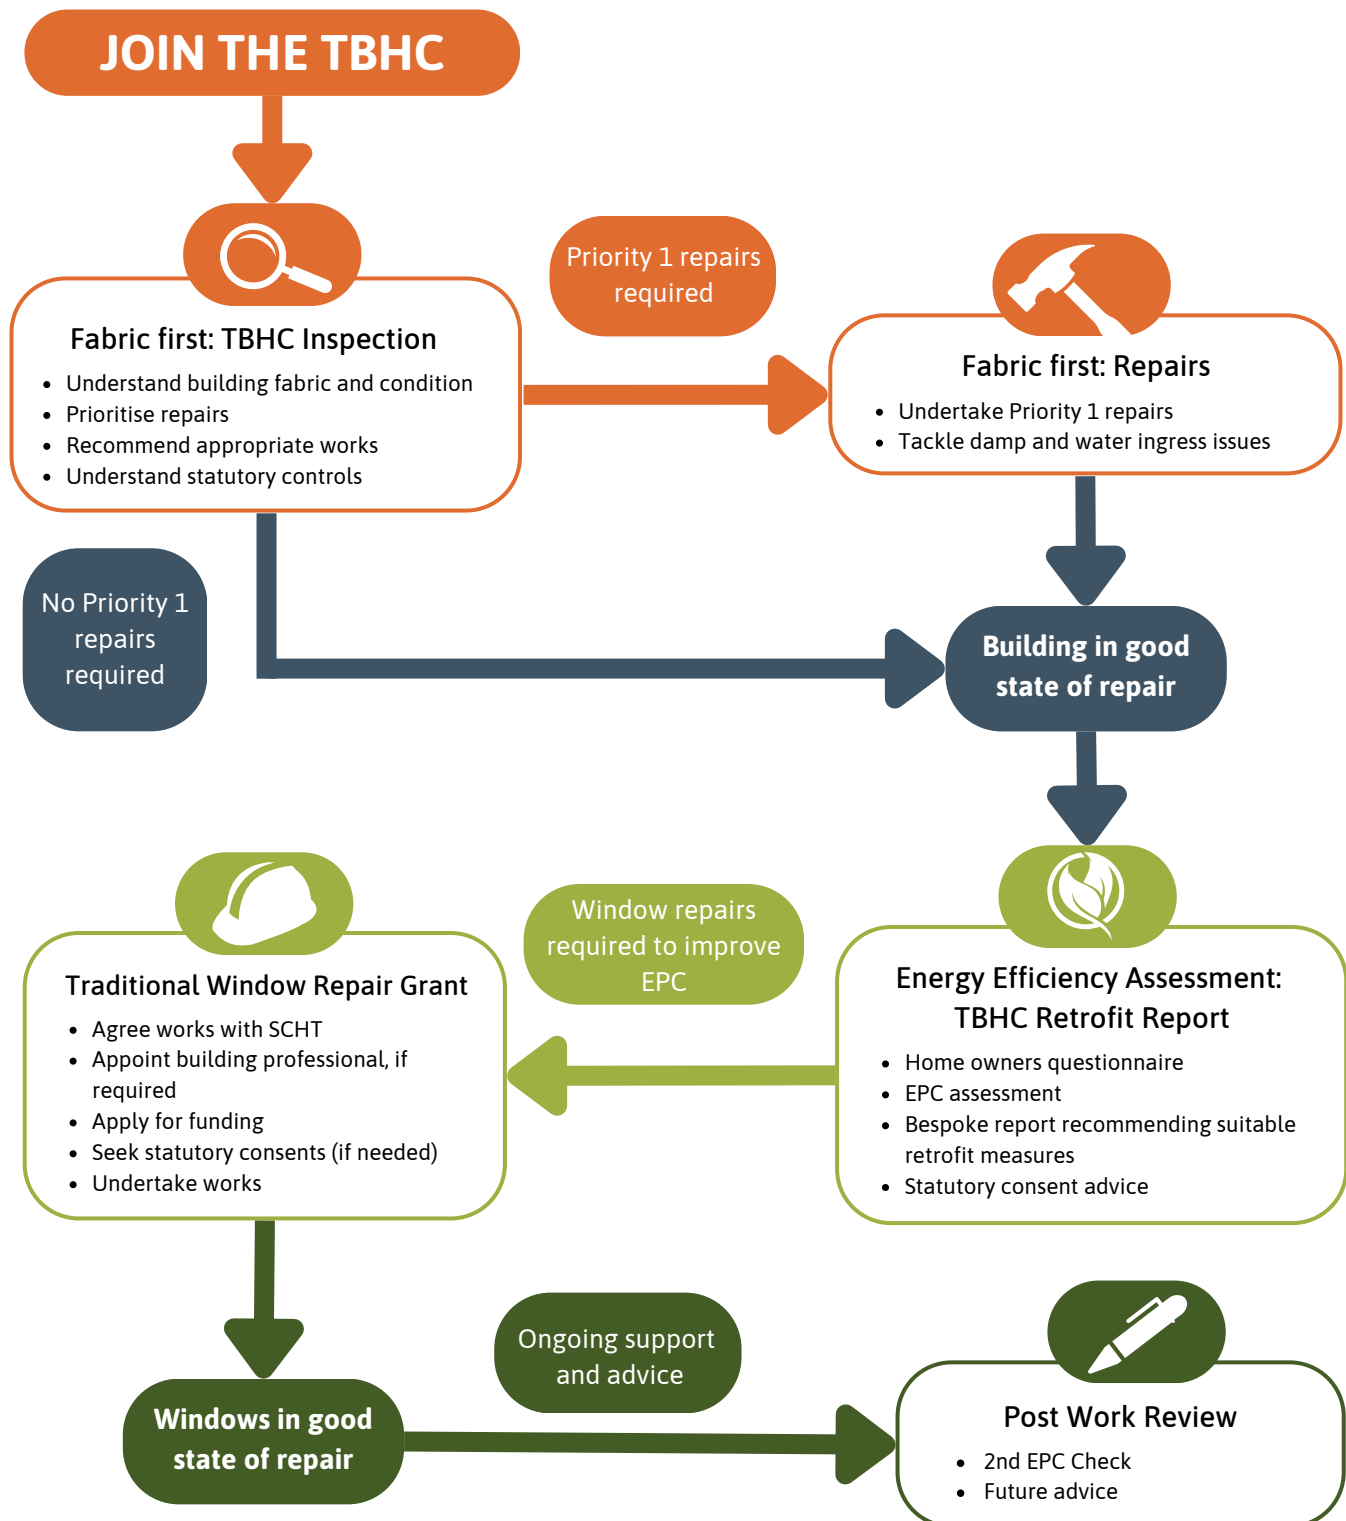 JOIN THE TBHC
Fabric first: TBHC Inspection
• Understand building fabric and condition
• Prioritise repairs
• Recommend appropriate works
• Understand statutory controls
Priority 1 repairs
required
Fabric first: Repairs
• Undertake Priority 1 repairs
• Tackle damp and water ingress issues
No Priority 1
repairs
required
Building in good
state of repair
Energy Efficiency Assessment:
TBHC Retrofit Report
• Home owners questionnaire
• EPC assessment
• Bespoke report recommending suitable
retrofit measures
• Statutory consent advice
Window repairs
required to improve
EPC
Traditional Window Repair Grant
• Agree works with SCHT
• Appoint building professional, if
required
• Apply for funding
• Seek statutory consents (if needed)
• Undertake works
Windows in good
state of repair
Ongoing support
and advice
Post Work Review
• 2nd EPC Check
• Future advice